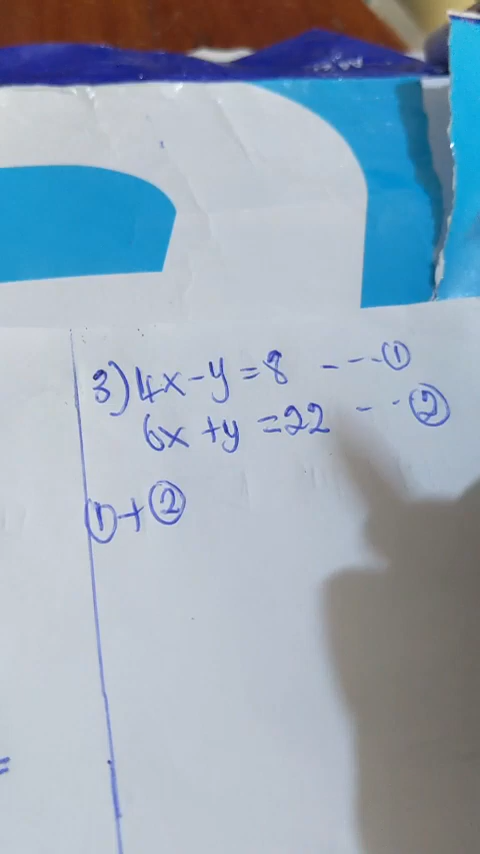 3) 4x - y = 8 - - - ①
6x + y = 22 - - - ②
① + ②
=